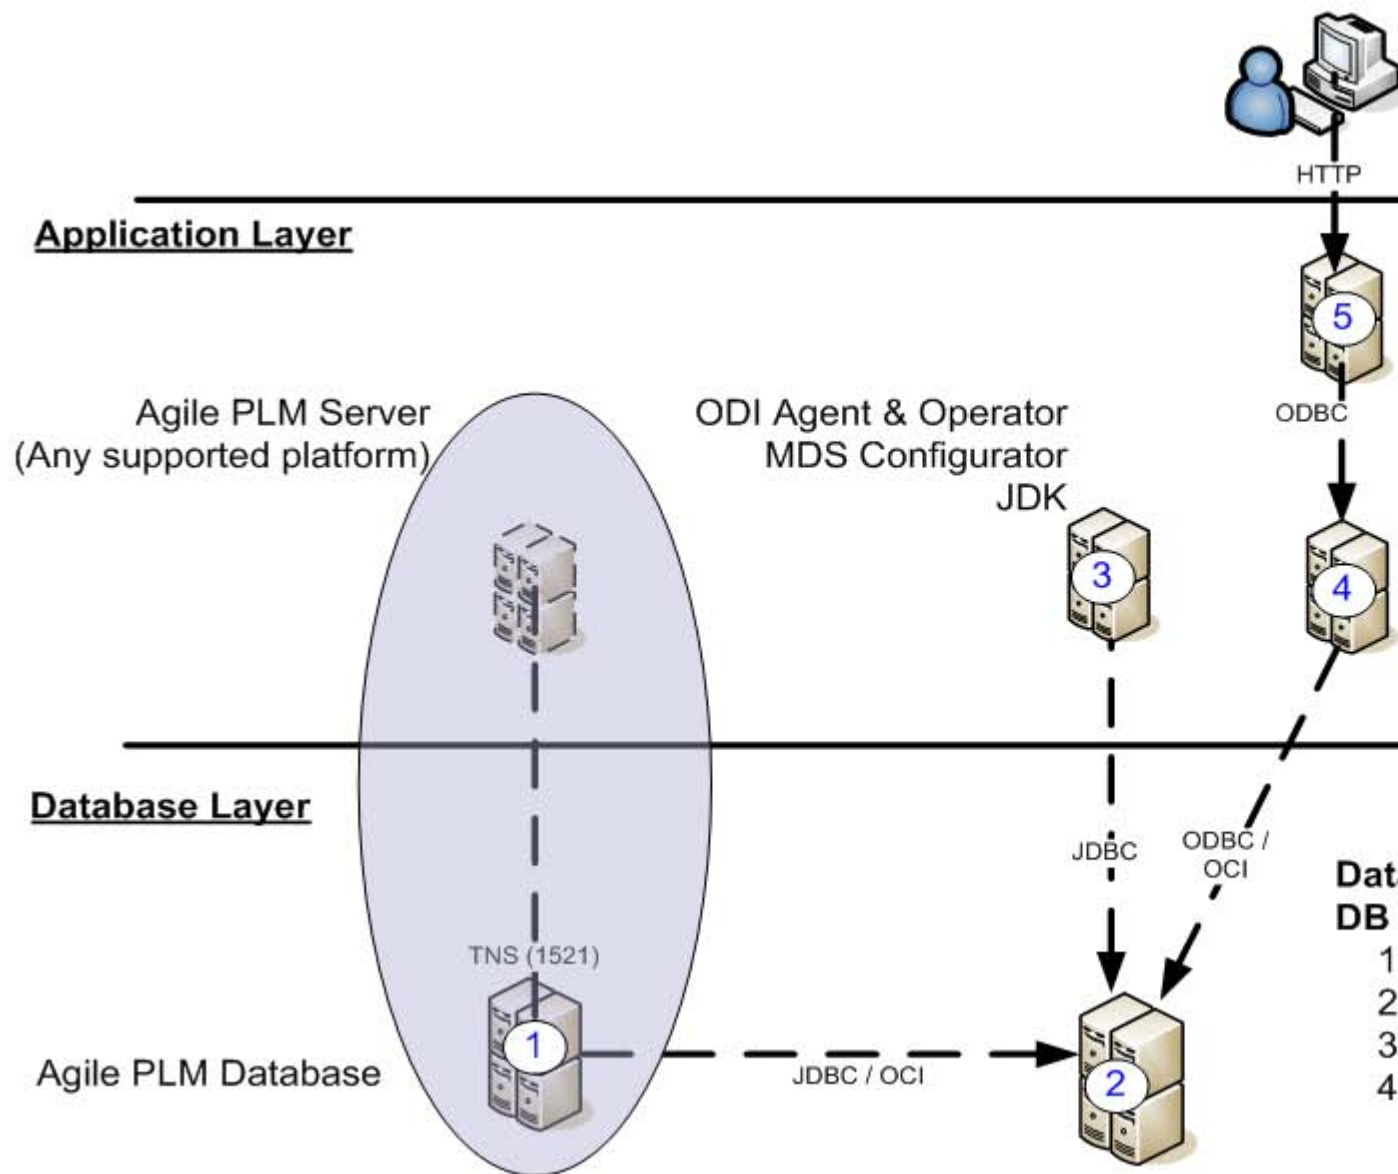 HTTP
Application Layer
5
Agile PLM Server
(Any supported platform)
ODI Agent & Operator
MDS Configurator
JDK
ODBC
3
4
Database Layer
JDBC
ODBC /
OCI
DB
1
2
3
4
TNS (1521)
1
Agile PLM Database
JDBC / OCI
2